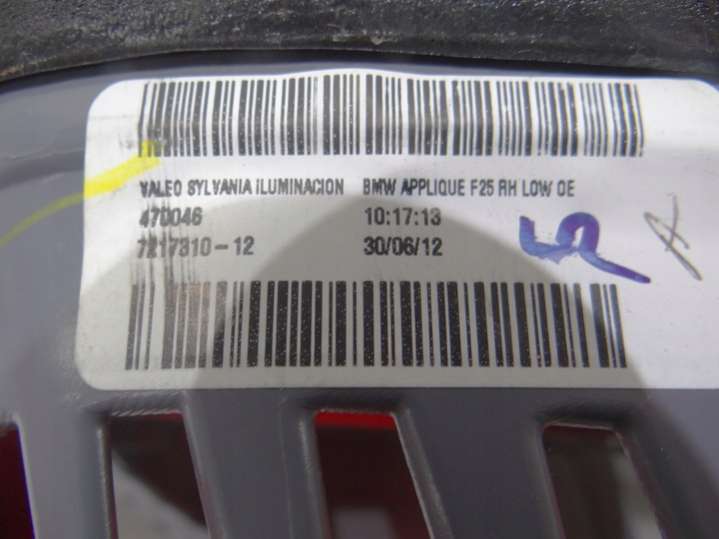 VALEO SYLVANIA ILUMINACION BMW APPLIQUE F25 RH LOW OE
470046 10:17:13
7217310-12 30/06/12
A